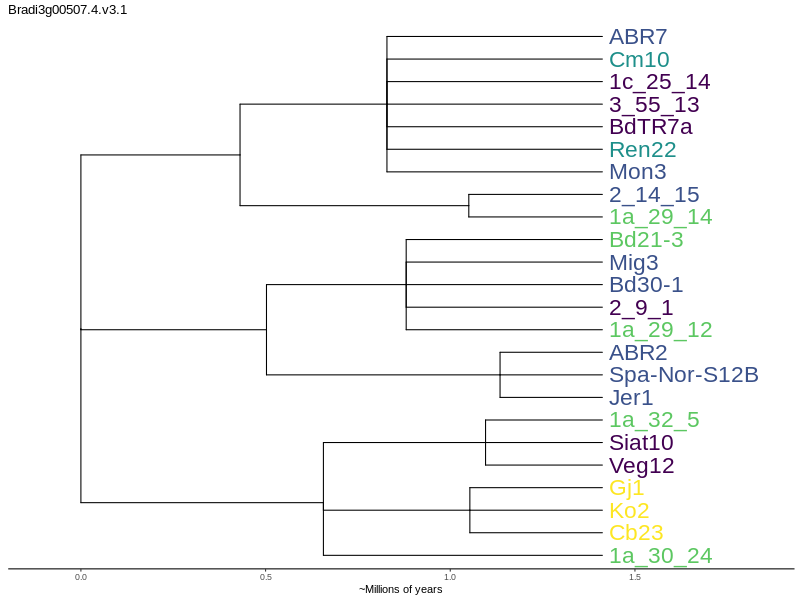 Bradi3g00507.4.v3.1
ABR7
Cm10
1c_25_14
3_55_13
BdTR7a
Ren22
Mon3
2_14_15
1a_29_14
Bd21-3
Mig3
Bd30-1
2_9_1
1a_29_12
ABR2
Spa-Nor-S12B
Jer1
1a_32_5
Siat10
Veg12
Gj1
Ko2
Cb23
1a_30_24
0.0 0.5 1.0 1.5
~Millions of years